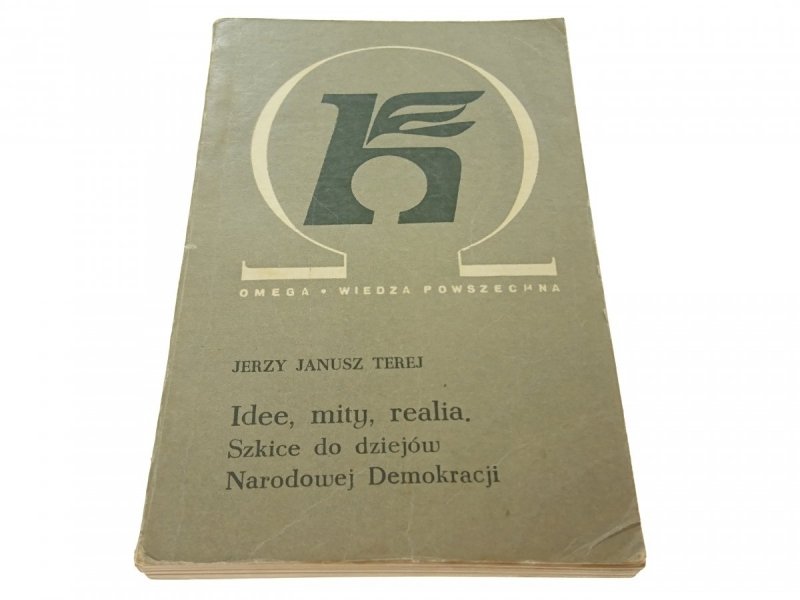 OMEGA • WIEDZA POWSZECHNA
JERZY JANUSZ TEREJ
Idee, mity, realia.
Szkice do dziejów
Narodowej Demokracji